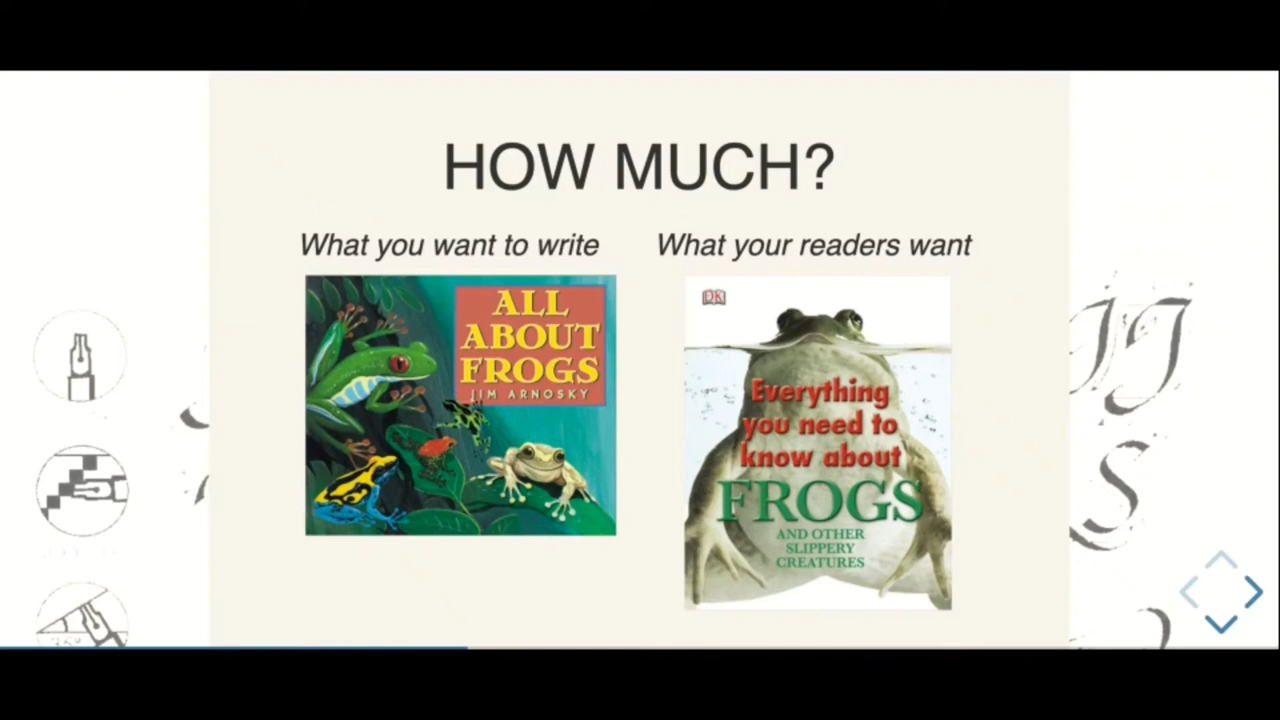 HOW MUCH?
What you want to write
ALL
ABOUT
FROGS
JIM ARNOSKY
What your readers want
DK
Everything
you need to
know about
FROGS
AND OTHER
SLIPPERY
CREATURES